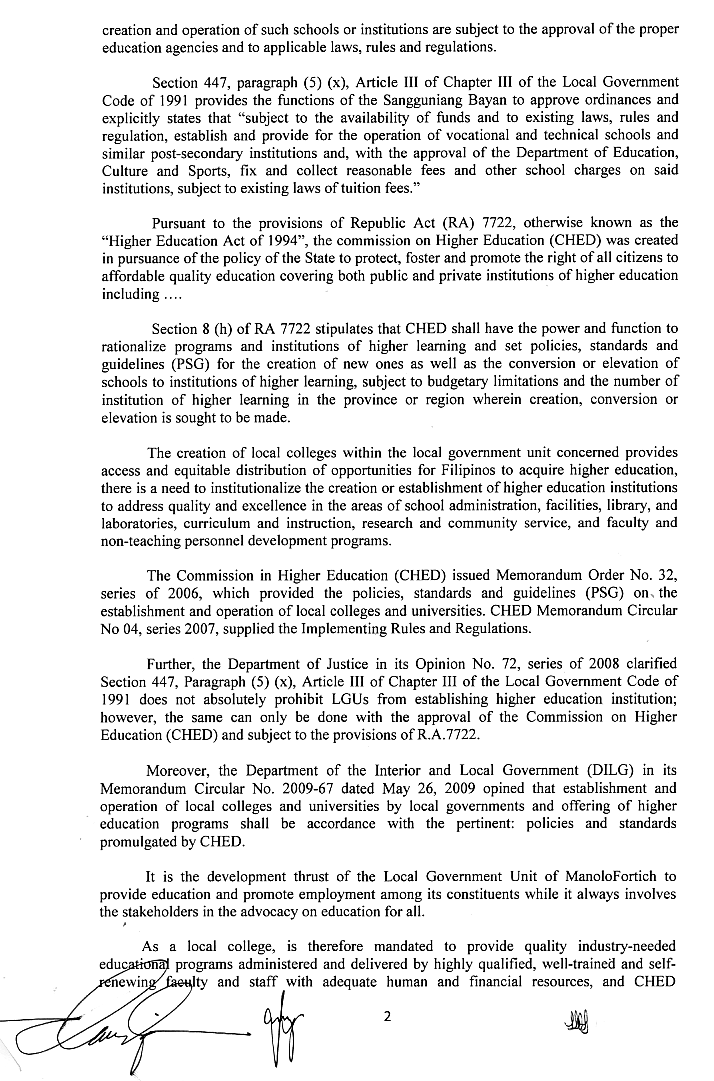 creation and operation of such schools or institutions are subject to the approval of the proper
education agencies and to applicable laws, rules and regulations.
Section 447, paragraph (5) (x), Article III of Chapter III of the Local Government
Code of 1991 provides the functions of the Sangguniang Bayan to approve ordinances and
explicitly states that “subject to the availability of funds and to existing laws, rules and
regulation, establish and provide for the operation of vocational and technical schools and
similar post-secondary institutions and, with the approval of the Department of Education,
Culture and Sports, fix and collect reasonable fees and other school charges on said
institutions, subject to existing laws of tuition fees.”
Pursuant to the provisions of Republic Act (RA) 7722, otherwise known as the
“Higher Education Act of 1994”, the commission on Higher Education (CHED) was created
in pursuance of the policy of the State to protect, foster and promote the right of all citizens to
affordable quality education covering both public and private institutions of higher education
including ….
Section 8 (h) of RA 7722 stipulates that CHED shall have the power and function to
rationalize programs and institutions of higher learning and set policies, standards and
guidelines (PSG) for the creation of new ones as well as the conversion or elevation of
schools to institutions of higher learning, subject to budgetary limitations and the number of
institution of higher learning in the province or region wherein creation, conversion or
elevation is sought to be made.
The creation of local colleges within the local government unit concerned provides
access and equitable distribution of opportunities for Filipinos to acquire higher education,
there is a need to institutionalize the creation or establishment of higher education institutions
to address quality and excellence in the areas of school administration, facilities, library, and
laboratories, curriculum and instruction, research and community service, and faculty and
non-teaching personnel development programs.
The Commission in Higher Education (CHED) issued Memorandum Order No. 32,
series of 2006, which provided the policies, standards and guidelines (PSG) on the
establishment and operation of local colleges and universities. CHED Memorandum Circular
No 04, series 2007, supplied the Implementing Rules and Regulations.
Further, the Department of Justice in its Opinion No. 72, series of 2008 clarified
Section 447, Paragraph (5) (x), Article III of Chapter III of the Local Government Code of
1991 does not absolutely prohibit LGUs from establishing higher education institution;
however, the same can only be done with the approval of the Commission on Higher
Education (CHED) and subject to the provisions of R.A.7722.
Moreover, the Department of the Interior and Local Government (DILG) in its
Memorandum Circular No. 2009-67 dated May 26, 2009 opined that establishment and
operation of local colleges and universities by local governments and offering of higher
education programs shall be accordance with the pertinent: policies and standards
promulgated by CHED.
It is the development thrust of the Local Government Unit of ManoloFortich to
provide education and promote employment among its constituents while it always involves
the stakeholders in the advocacy on education for all.
As a local college, is therefore mandated to provide quality industry-needed
educational programs administered and delivered by highly qualified, well-trained and self-
renewing faculty and staff with adequate human and financial resources, and CHED
2